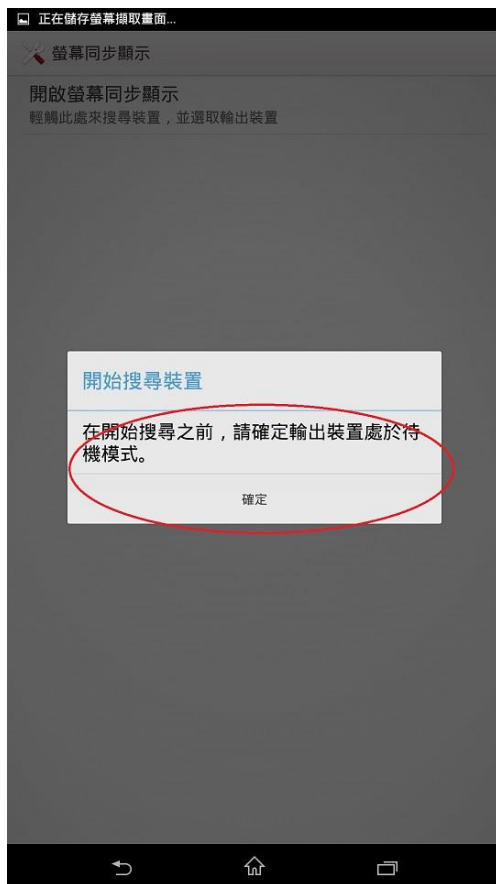 正在儲存螢幕擷取畫面...
螢幕同步顯示
開啟螢幕同步顯示
輕觸此處來搜尋裝置，並選取輸出裝置
開始搜尋裝置
在開始搜尋之前，請確定輸出裝置處於待
機模式。
確定